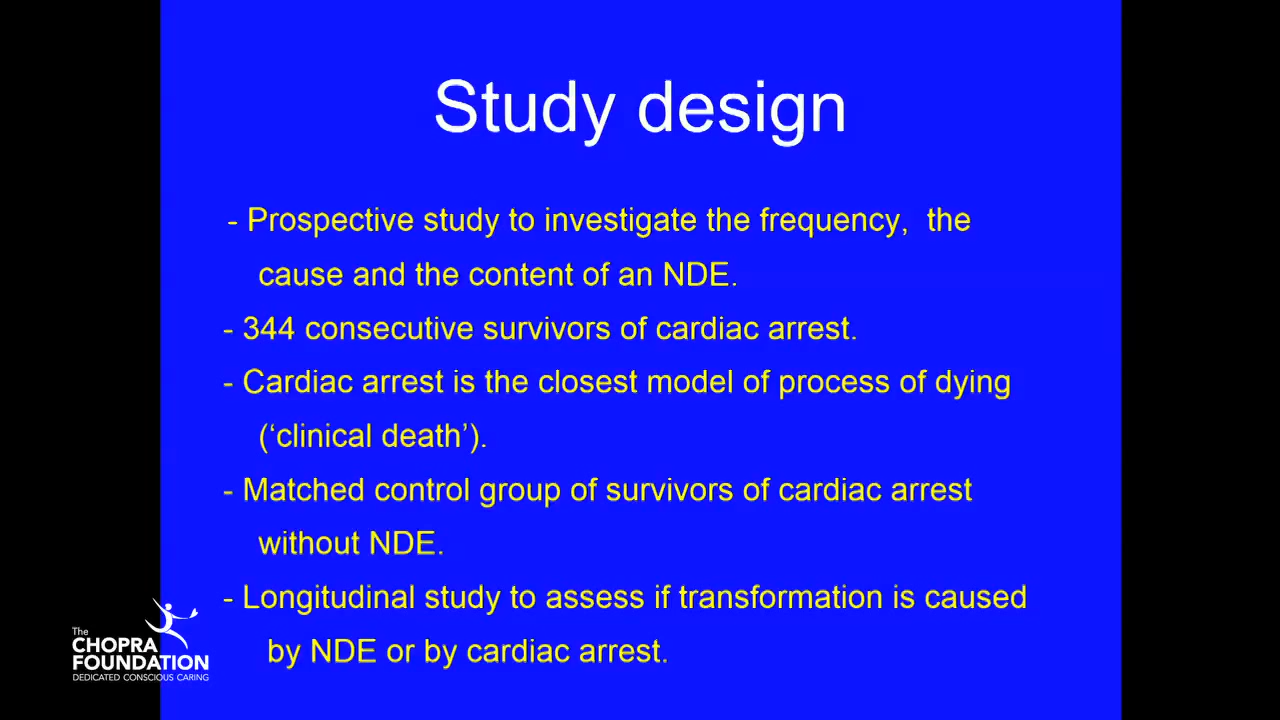 Study design
- Prospective study to investigate the frequency, the
cause and the content of an NDE.
- 344 consecutive survivors of cardiac arrest.
- Cardiac arrest is the closest model of process of dying
(‘clinical death’).
- Matched control group of survivors of cardiac arrest
without NDE.
- Longitudinal study to assess if transformation is caused
by NDE or by cardiac arrest.
The
CHOPRA
FOUNDATION
DEDICATED CONSCIOUS CARING